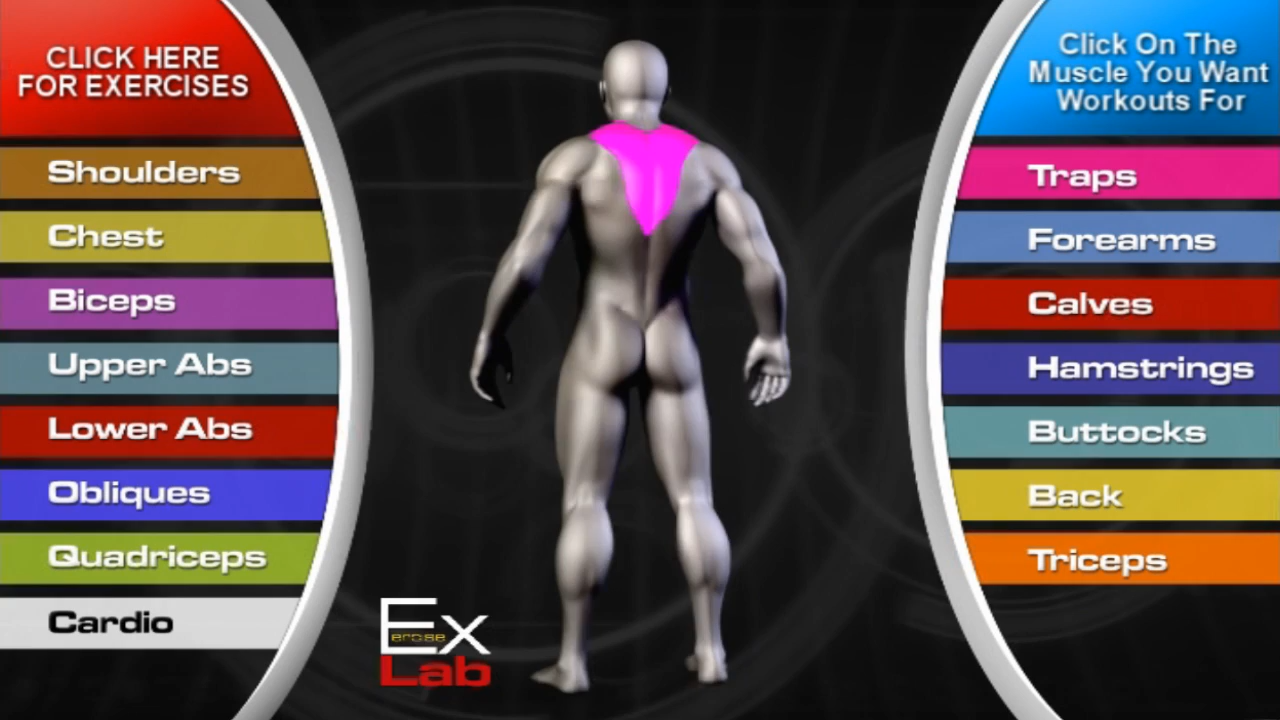 CLICK HERE
FOR EXERCISES
Shoulders
Chest
Biceps
Upper Abs
Lower Abs
Obliques
Quadriceps
Cardio
Click On The
Muscle You Want
Workouts For
Traps
Forearms
Calves
Hamstrings
Buttocks
Back
Triceps
Ex
ercise
Lab